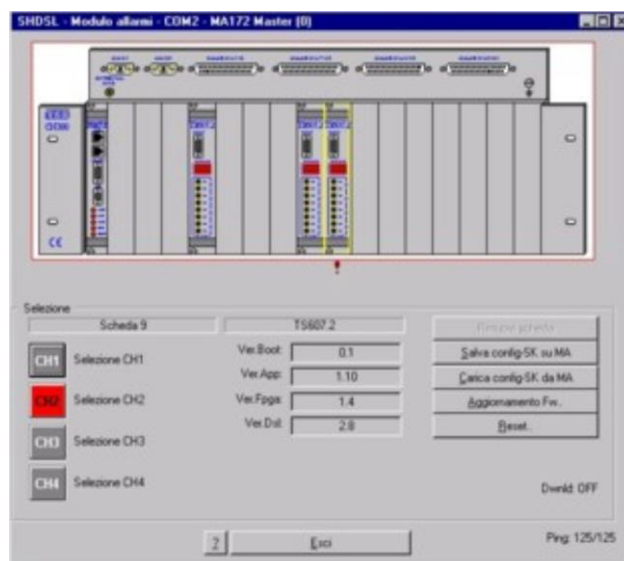 SHDSL - Modulo allarmi - COM2 - MA172 Master (0)
CE
Selezione
Scheda 9
TS607.2
CH1 Selezione CH1
CH2 Selezione CH2
CH3 Selezione CH3
CH4 Selezione CH4
Ver.Boot: 0.1
Ver.App: 1.10
Ver.Fpga: 1.4
Ver.Dsl: 2.8
Rimuovi scheda
Salva config-SK su MA
Carica config-SK da MA
Aggiornamento Fw..
Reset..
Dwnld: OFF
?
Esci
Ping: 125/125